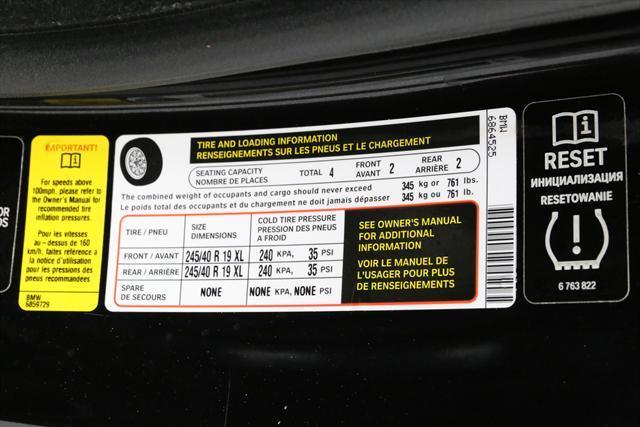 IMPORTANT!
For speeds above
100mph, please refer to
the Owner's Manual for
recommended tire
inflation pressures.
Pour les vitesses
au - dessus de 160
km/h, faites référence à
la notice d'utilisation
pour les pressions des
pneus recommandées.
BMW
6859729
TIRE AND LOADING INFORMATION
RENSEIGNEMENTS SUR LES PNEUS ET LE CHARGEMENT
SEATING CAPACITY
NOMBRE DE PLACES
TOTAL 4
FRONT
AVANT 2
REAR
ARRIÈRE 2
The combined weight of occupants and cargo should never exceed 345 kg or 761 lbs.
Le poids total des occupants et du chargement ne doit jamais dépasser 345 kg ou 761 lb.
TIRE / PNEU
SIZE
DIMENSIONS
COLD TIRE PRESSURE
PRESSION DES PNEUS
A FROID
FRONT / AVANT 245/40 R 19 XL 240 KPA, 35 PSI
REAR / ARRIÈRE 245/40 R 19 XL 240 KPA, 35 PSI
SPARE
DE SECOURS
NONE NONE KPA, NONE PSI
SEE OWNER'S MANUAL
FOR ADDITIONAL
INFORMATION
VOIR LE MANUEL DE
L'USAGER POUR PLUS
DE RENSEIGNEMENTS
BMW
6864525
RESET
ИНИЦИАЛИЗАЦИЯ
RESETOWANIE
6 763 822